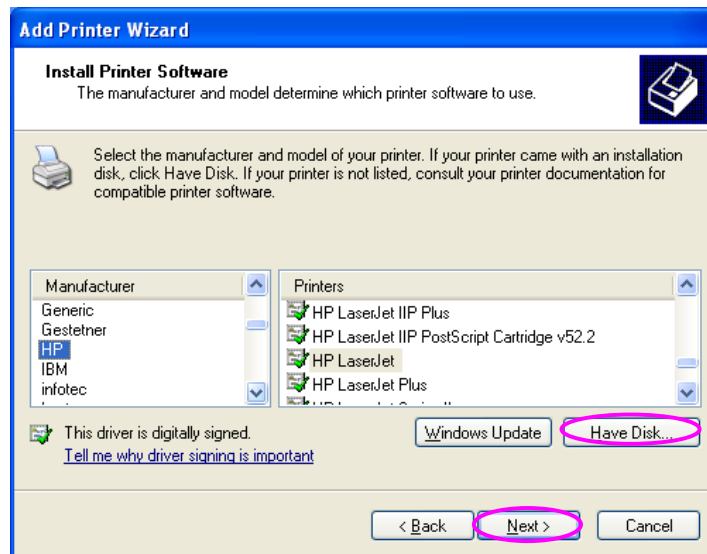 Add Printer Wizard
Install Printer Software
The manufacturer and model determine which printer software to use.
Select the manufacturer and model of your printer. If your printer came with an installation
disk, click Have Disk. If your printer is not listed, consult your printer documentation for
compatible printer software.
Manufacturer
Generic
Gestetner
HP
IBM
infotec
Printers
HP LaserJet IIP Plus
HP LaserJet IIP PostScript Cartridge v52.2
HP LaserJet
HP LaserJet Plus
This driver is digitally signed.
Tell me why driver signing is important
Windows Update
Have Disk...
< Back
Next >
Cancel